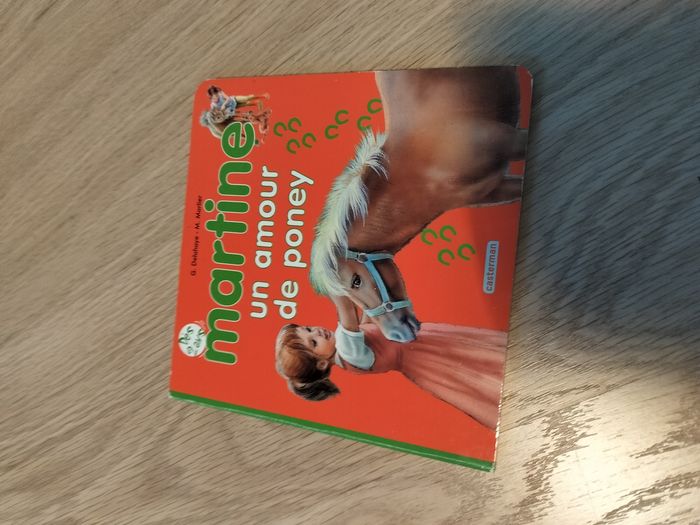 G. Delahaye - M. Marlier
martine
un amour
de poney
casterman